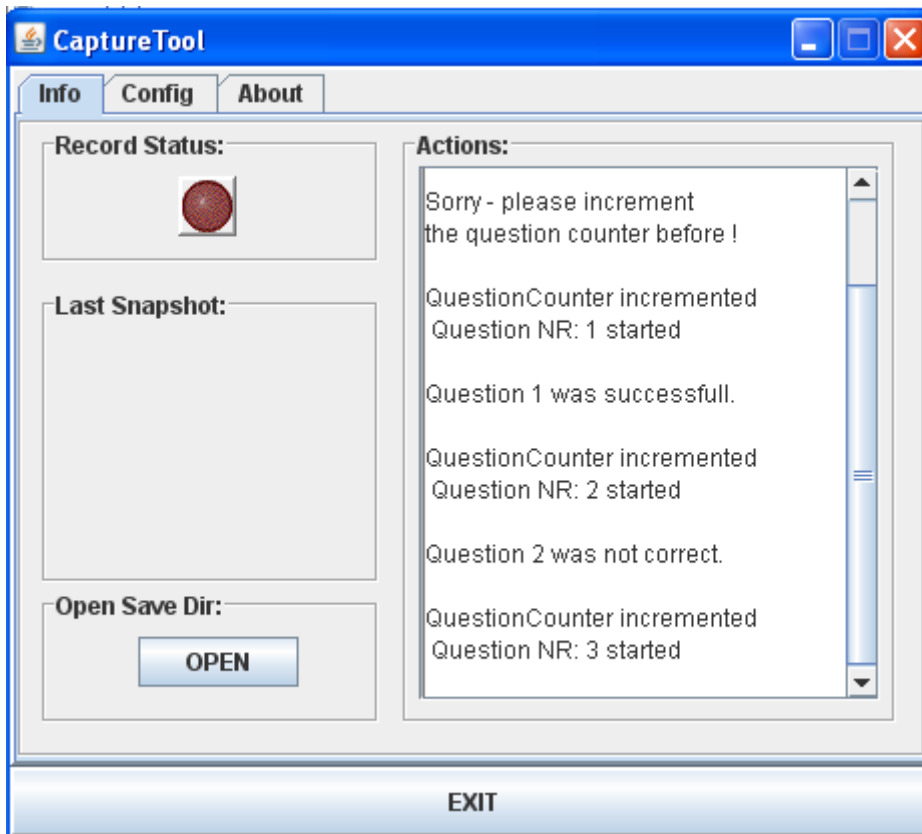 CaptureTool
Info Config About
Record Status:
Last Snapshot:
Open Save Dir:
OPEN
Actions:
Sorry - please increment
the question counter before !
QuestionCounter incremented
Question NR: 1 started
Question 1 was successfull.
QuestionCounter incremented
Question NR: 2 started
Question 2 was not correct.
QuestionCounter incremented
Question NR: 3 started
EXIT